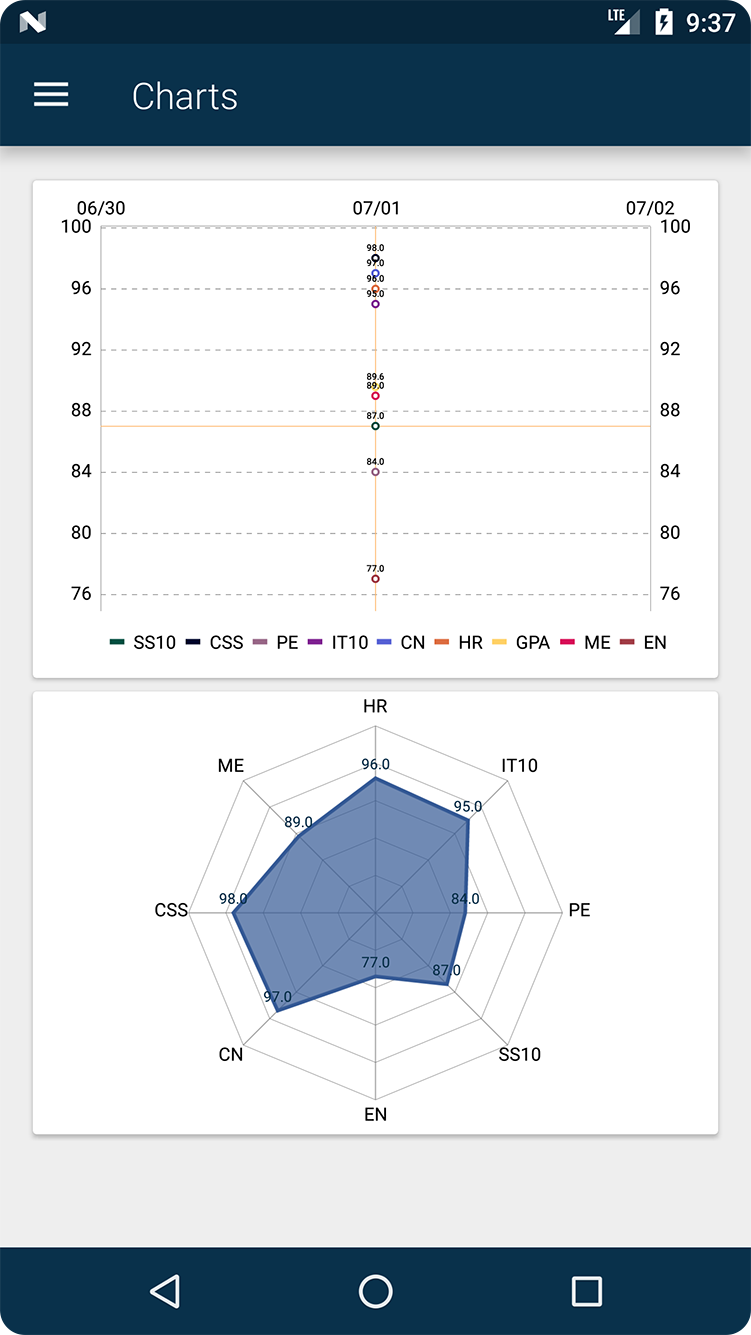 LTE 9:37
Charts
06/30 07/01 07/02
100 100
98.0
97.0
96 96.0 96
95.0
92 92
89.6
89.0
88 88
87.0
84.0
84 84
80 80
77.0
76 76
SS10 CSS PE IT10 CN HR GPA ME EN
HR
ME 96.0 IT10
89.0 95.0
CSS 98.0 84.0 PE
77.0 87.0
97.0
CN SS10
EN